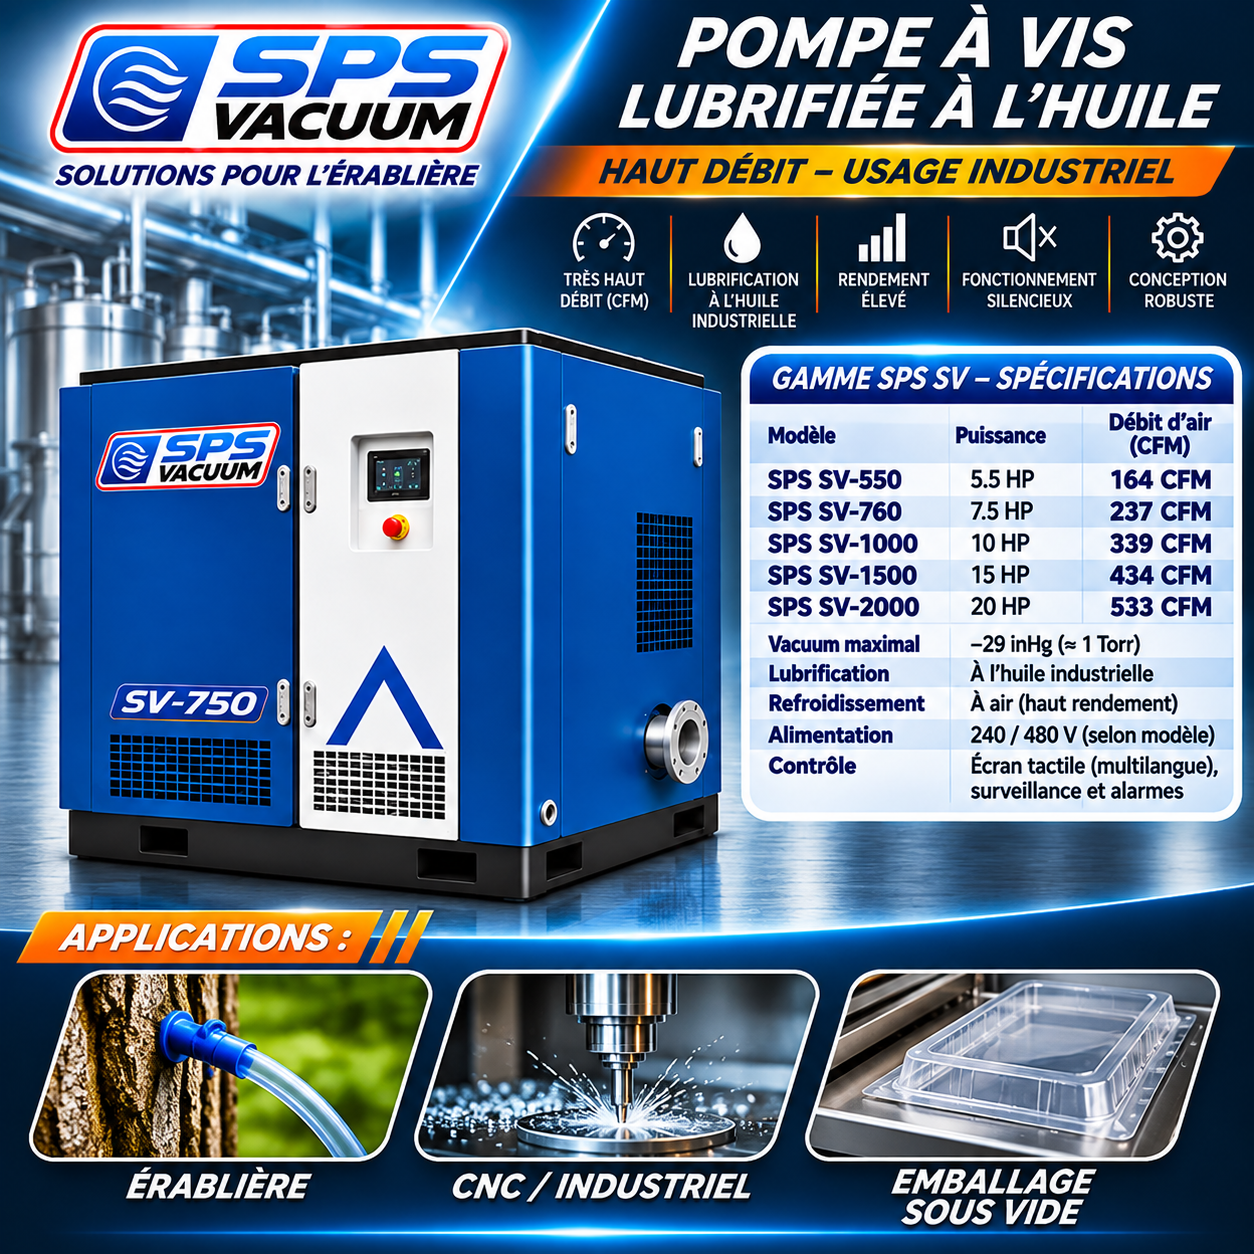 SPS
VACUUM
SOLUTIONS POUR L'ÉRABLIÈRE
POMPE À VIS
LUBRIFIÉE À L'HUILE
HAUT DÉBIT – USAGE INDUSTRIEL
TRÈS HAUT
DÉBIT (CFM)
LUBRIFICATION
À L'HUILE
INDUSTRIELLE
RENDEMENT
ÉLEVÉ
FONCTIONNEMENT
SILENCIEUX
CONCEPTION
ROBUSTE
SPS
VACUUM
SV-750
GAMME SPS SV – SPÉCIFICATIONS
Modèle Puissance Débit d'air (CFM)
SPS SV-550 5.5 HP 164 CFM
SPS SV-760 7.5 HP 237 CFM
SPS SV-1000 10 HP 339 CFM
SPS SV-1500 15 HP 434 CFM
SPS SV-2000 20 HP 533 CFM
Vacuum maximal –29 inHg (≈ 1 Torr)
Lubrification À l'huile industrielle
Refroidissement À air (haut rendement)
Alimentation 240 / 480 V (selon modèle)
Contrôle Écran tactile (multilangue),
surveillance et alarmes
APPLICATIONS :
ÉRABLIÈRE
CNC / INDUSTRIEL
EMBALLAGE
SOUS VIDE